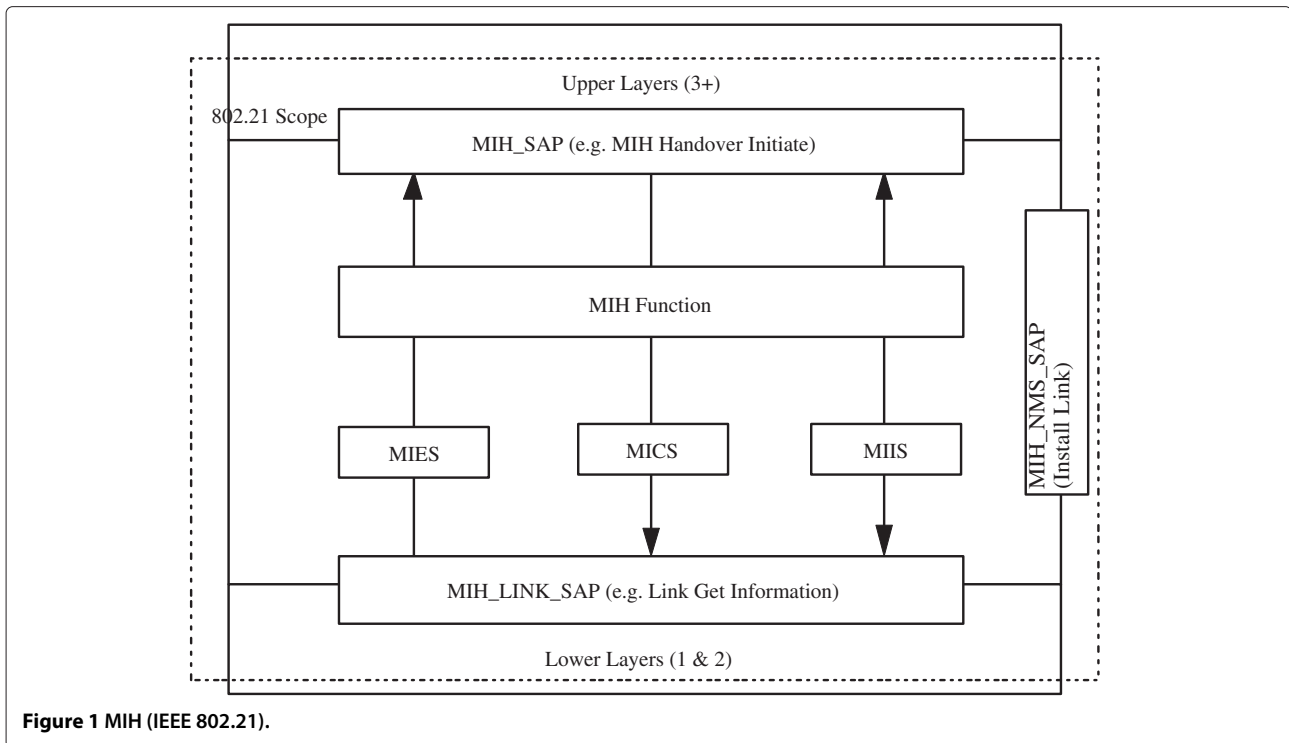 Upper Layers (3+)
802.21 Scope
MIH_SAP (e.g. MIH Handover Initiate)
MIH Function
MIH_NMS_SAP
(Install Link)
MIES
MICS
MIIS
MIH_LINK_SAP (e.g. Link Get Information)
Lower Layers (1 & 2)
Figure 1 MIH (IEEE 802.21).